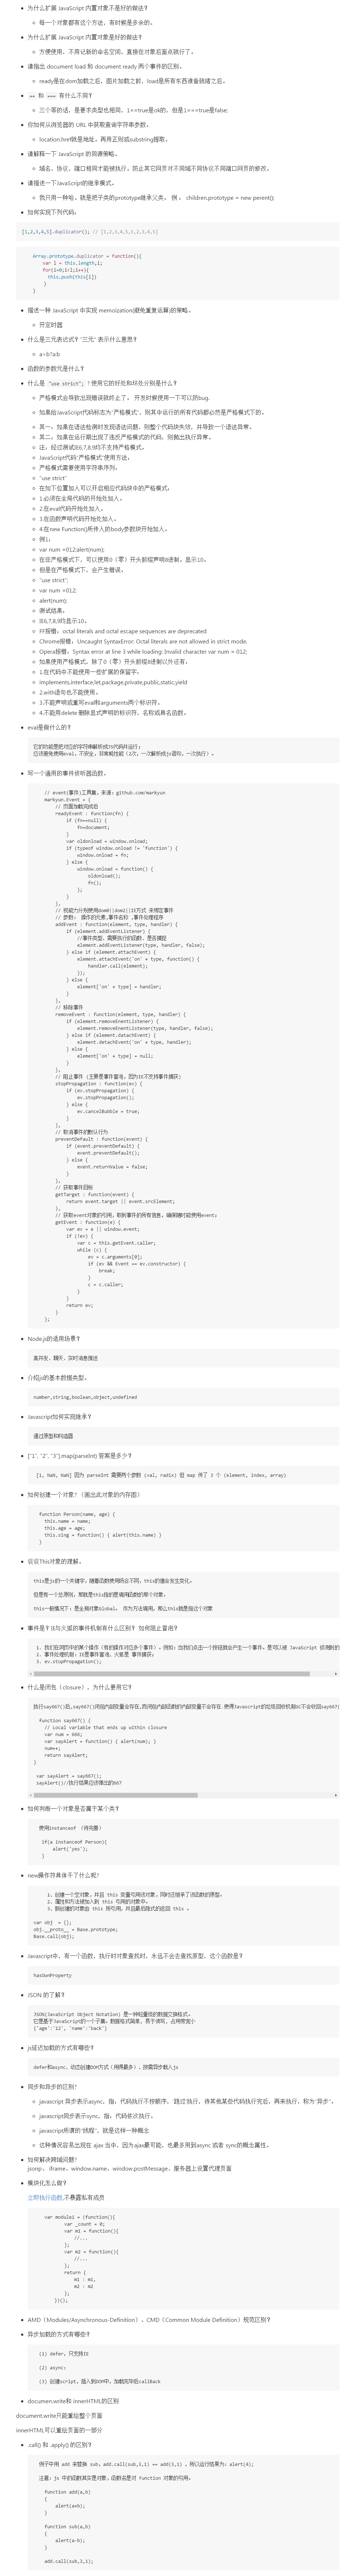 为什么扩展 JavaScript 内置对象不是好的做法？
每一个对象都有这个方法，有时候是多余的。
为什么扩展 JavaScript 内置对象是好的做法？
方便使用。不用记新的命名空间，直接在对象后面点就行了。
请指出 document load 和 document ready 两个事件的区别。
ready是在dom加载之后，图片加载之前，load是所有东西准备就绪之后。
== 和 === 有什么不同？
三个等的话，是要求类型也相同，1==true是ok的，但是1===true是false;
你如何从浏览器的 URL 中获取查询字符串参数。
location.href就是地址，再用正则或substring提取。
请解释一下 JavaScript 的同源策略。
域名，协议，端口相同才能被执行。防止某它网页对不同域不同协议不同端口网页的修改。
请描述一下JavaScript的继承模式。
我只用一种哈，就是把子类的prototype继承父类。 例： children.prototype = new perent();
如何实现下列代码：
[1,2,3,4,5].duplicator(); // [1,2,3,4,5,1,2,3,4,5]
Array.prototype.duplicator = function(){
var l = this.length,i;
for(i=0;i<l;i++){
this.push(this[i])
}
}
描述一种 JavaScript 中实现 memoization(避免重复运算)的策略。
开定时器
什么是三元表达式？“三元” 表示什么意思？
a>b?a:b
函数的参数元是什么？
什么是 "use strict"; ? 使用它的好处和坏处分别是什么？
严格模式会导致出现错误就终止了。 开发时候使用一下可以防bug.
如果给JavaScript代码标志为“严格模式”，则其中运行的所有代码都必然是严格模式下的。
其一：如果在语法检测时发现语法问题，则整个代码块失效，并导致一个语法异常。
其二：如果在运行期出现了违反严格模式的代码，则抛出执行异常。
注：经过测试IE6,7,8,9均不支持严格模式。
JavaScript代码“严格模式”使用方法，
严格模式需要使用字符串序列，
"use strict"
在如下位置加入可以开启相应代码块中的严格模式，
1.必须在全局代码的开始处加入，
2.在eval代码开始处加入，
3.在函数声明代码开始处加入，
4.在new Function()所传入的body参数块开始加入。
例1：
var num =012;alert(num);
在非严格模式下，可以使用0（零）开头前缀声明8进制，显示10。
但是在严格模式下，会产生错误。
"use strict";
var num =012;
alert(num);
测试结果，
IE6,7,8,9均显示10。
FF报错：octal literals and octal escape sequences are deprecated
Chrome报错，Uncaught SyntaxError: Octal literals are not allowed in strict mode.
Opera报错，Syntax error at line 3 while loading: Invalid character var num = 012;
如果使用严格模式，除了0（零）开头前缀8进制以外还有，
1.在代码中不能使用一些扩展的保留字，
implements,interface,let,package,private,public,static,yield
2.with语句也不能使用。
3.不能声明或重写eval和arguments两个标识符。
4.不能用delete 删除显式声明的标识符、名称或具名函数。
eval是做什么的？
它的功能是把对应的字符串解析成JS代码并运行；
应该避免使用eval，不安全，非常耗性能（2次，一次解析成js语句，一次执行）。
写一个通用的事件侦听器函数。
// event(事件)工具集，来源：github.com/markyun
markyun.Event = {
// 页面加载完成后
readyEvent : function(fn) {
if (fn==null) {
fn=document;
}
var oldonload = window.onload;
if (typeof window.onload != 'function') {
window.onload = fn;
} else {
window.onload = function() {
oldonload();
fn();
};
}
},
// 视能力分别使用dom0||dom2||IE方式 来绑定事件
// 参数： 操作的元素,事件名称 ,事件处理程序
addEvent : function(element, type, handler) {
if (element.addEventListener) {
//事件类型、需要执行的函数、是否捕捉
element.addEventListener(type, handler, false);
} else if (element.attachEvent) {
element.attachEvent('on' + type, function() {
handler.call(element);
});
} else {
element['on' + type] = handler;
}
},
// 移除事件
removeEvent : function(element, type, handler) {
if (element.removeEnentListener) {
element.removeEnentListener(type, handler, false);
} else if (element.datachEvent) {
element.detachEvent('on' + type, handler);
} else {
element['on' + type] = null;
}
},
// 阻止事件 (主要是事件冒泡，因为IE不支持事件捕获)
stopPropagation : function(ev) {
if (ev.stopPropagation) {
ev.stopPropagation();
} else {
ev.cancelBubble = true;
}
},
// 取消事件的默认行为
preventDefault : function(event) {
if (event.preventDefault) {
event.preventDefault();
} else {
event.returnValue = false;
}
},
// 获取事件目标
getTarget : function(event) {
return event.target || event.srcElement;
},
// 获取event对象的引用，取到事件的所有信息，确保随时能使用event；
getEvent : function(e) {
var ev = e || window.event;
if (!ev) {
var c = this.getEvent.caller;
while (c) {
ev = c.arguments[0];
if (ev && Event == ev.constructor) {
break;
}
c = c.caller;
}
}
return ev;
}
};
Node.js的适用场景？
高并发、聊天、实时消息推送
介绍js的基本数据类型。
number,string,boolean,object,undefined
Javascript如何实现继承？
通过原型和构造器
["1", "2", "3"].map(parseInt) 答案是多少？
[1, NaN, NaN] 因为 parseInt 需要两个参数 (val, radix) 但 map 传了 3 个 (element, index, array)
如何创建一个对象？ （画出此对象的内存图）
function Person(name, age) {
this.name = name;
this.age = age;
this.sing = function() { alert(this.name) }
}
谈谈This对象的理解。
this是js的一个关键字，随着函数使用场合不同，this的值会发生变化。
但是有一个总原则，那就是this指的是调用函数的那个对象。
this一般情况下：是全局对象Global。 作为方法调用，那么this就是指这个对象
事件是？IE与火狐的事件机制有什么区别？ 如何阻止冒泡？
1. 我们在网页中的某个操作（有的操作对应多个事件）。例如：当我们点击一个按钮就会产生一个事件。是可以被 JavaScript 侦测到的
2. 事件处理机制：IE是事件冒泡、火狐是 事件捕获；
3. ev.stopPropagation();
什么是闭包（closure），为什么要用它？
执行say667()后,say667()闭包内部变量会存在,而闭包内部函数的内部变量不会存在.使得Javascript的垃圾回收机制GC不会收回say667()
function say667() {
// Local variable that ends up within closure
var num = 666;
var sayAlert = function() { alert(num); }
num++;
return sayAlert;
}
var sayAlert = say667();
sayAlert()//执行结果应该弹出的667
如何判断一个对象是否属于某个类？
使用instanceof （待完善）
if(a instanceof Person){
alert('yes');
}
new操作符具体干了什么呢?
1、创建一个空对象，并且 this 变量引用该对象，同时还继承了该函数的原型。
2、属性和方法被加入到 this 引用的对象中。
3、新创建的对象由 this 所引用，并且最后隐式的返回 this 。
var obj = {};
obj.__proto__ = Base.prototype;
Base.call(obj);
Javascript中，有一个函数，执行时对象查找时，永远不会去查找原型，这个函数是？
hasOwnProperty
JSON 的了解？
JSON(JavaScript Object Notation) 是一种轻量级的数据交换格式。
它是基于JavaScript的一个子集。数据格式简单, 易于读写, 占用带宽小
{'age':'12', 'name':'back'}
js延迟加载的方式有哪些？
defer和async、动态创建DOM方式（用得最多）、按需异步载入js
同步和异步的区别?
javascript 异步表示async，指：代码执行不按顺序，‘跳过’执行，待其他某些代码执行完后，再来执行，称为“异步”。
javascript同步表示sync，指：代码依次执行。
javascript所谓的“线程”，就是这样一种概念
这种情况容易出现在 ajax 当中，因为ajax最可能、也最多用到async 或者 sync的概念属性。
如何解决跨域问题?
jsonp、 iframe、window.name、window.postMessage、服务器上设置代理页面
模块化怎么做？
立即执行函数,不暴露私有成员
var module1 = (function(){
var _count = 0;
var m1 = function(){
//...
};
var m2 = function(){
//...
};
return {
m1 : m1,
m2 : m2
};
})();
AMD（Modules/Asynchronous-Definition）、CMD（Common Module Definition）规范区别？
异步加载的方式有哪些？
(1) defer，只支持IE
(2) async：
(3) 创建script，插入到DOM中，加载完毕后callBack
documen.write和 innerHTML的区别
document.write只能重绘整个页面
innerHTML可以重绘页面的一部分
.call() 和 .apply() 的区别？
例子中用 add 来替换 sub，add.call(sub,3,1) == add(3,1) ，所以运行结果为：alert(4);
注意：js 中的函数其实是对象，函数名是对 Function 对象的引用。
function add(a,b)
{
alert(a+b);
}
function sub(a,b)
{
alert(a-b);
}
add.call(sub,3,1);